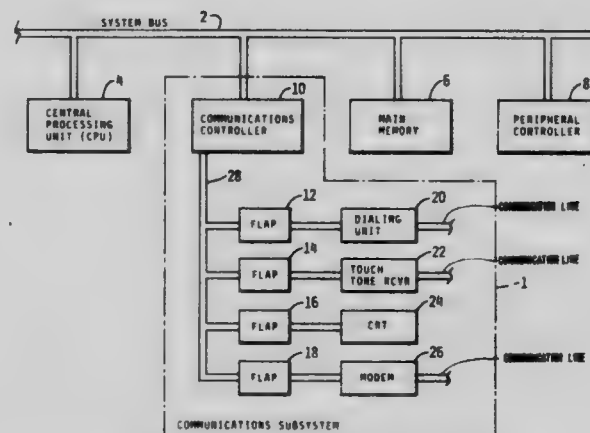 SYSTEM BUS
2
4
10
6
8
CENTRAL
PROCESSING
UNIT (CPU)
COMMUNICATIONS
CONTROLLER
MAIN
MEMORY
PERIPHERAL
CONTROLLER
28
12
20
FLAP
DIALING
UNIT
COMMUNICATION LINE
14
22
FLAP
TOUCH
TONE RCVR
COMMUNICATION LINE
1
16
24
FLAP
CRT
18
26
FLAP
MODEM
COMMUNICATION LINE
COMMUNICATIONS SUBSYSTEM